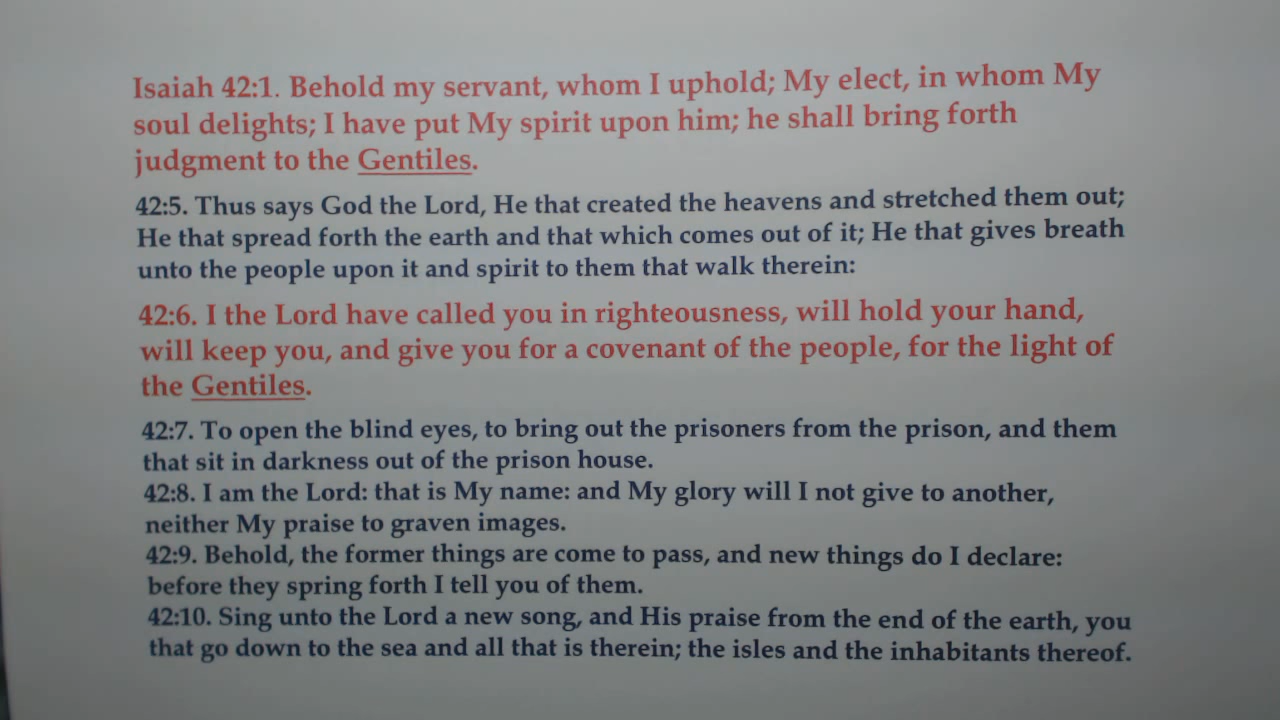 Isaiah 42:1. Behold my servant, whom I uphold; My elect, in whom My
soul delights; I have put My spirit upon him; he shall bring forth
judgment to the Gentiles.
42:5. Thus says God the Lord, He that created the heavens and stretched them out;
He that spread forth the earth and that which comes out of it; He that gives breath
unto the people upon it and spirit to them that walk therein:
42:6. I the Lord have called you in righteousness, will hold your hand,
will keep you, and give you for a covenant of the people, for the light of
the Gentiles.
42:7. To open the blind eyes, to bring out the prisoners from the prison, and them
that sit in darkness out of the prison house.
42:8. I am the Lord: that is My name: and My glory will I not give to another,
neither My praise to graven images.
42:9. Behold, the former things are come to pass, and new things do I declare:
before they spring forth I tell you of them.
42:10. Sing unto the Lord a new song, and His praise from the end of the earth, you
that go down to the sea and all that is therein; the isles and the inhabitants thereof.